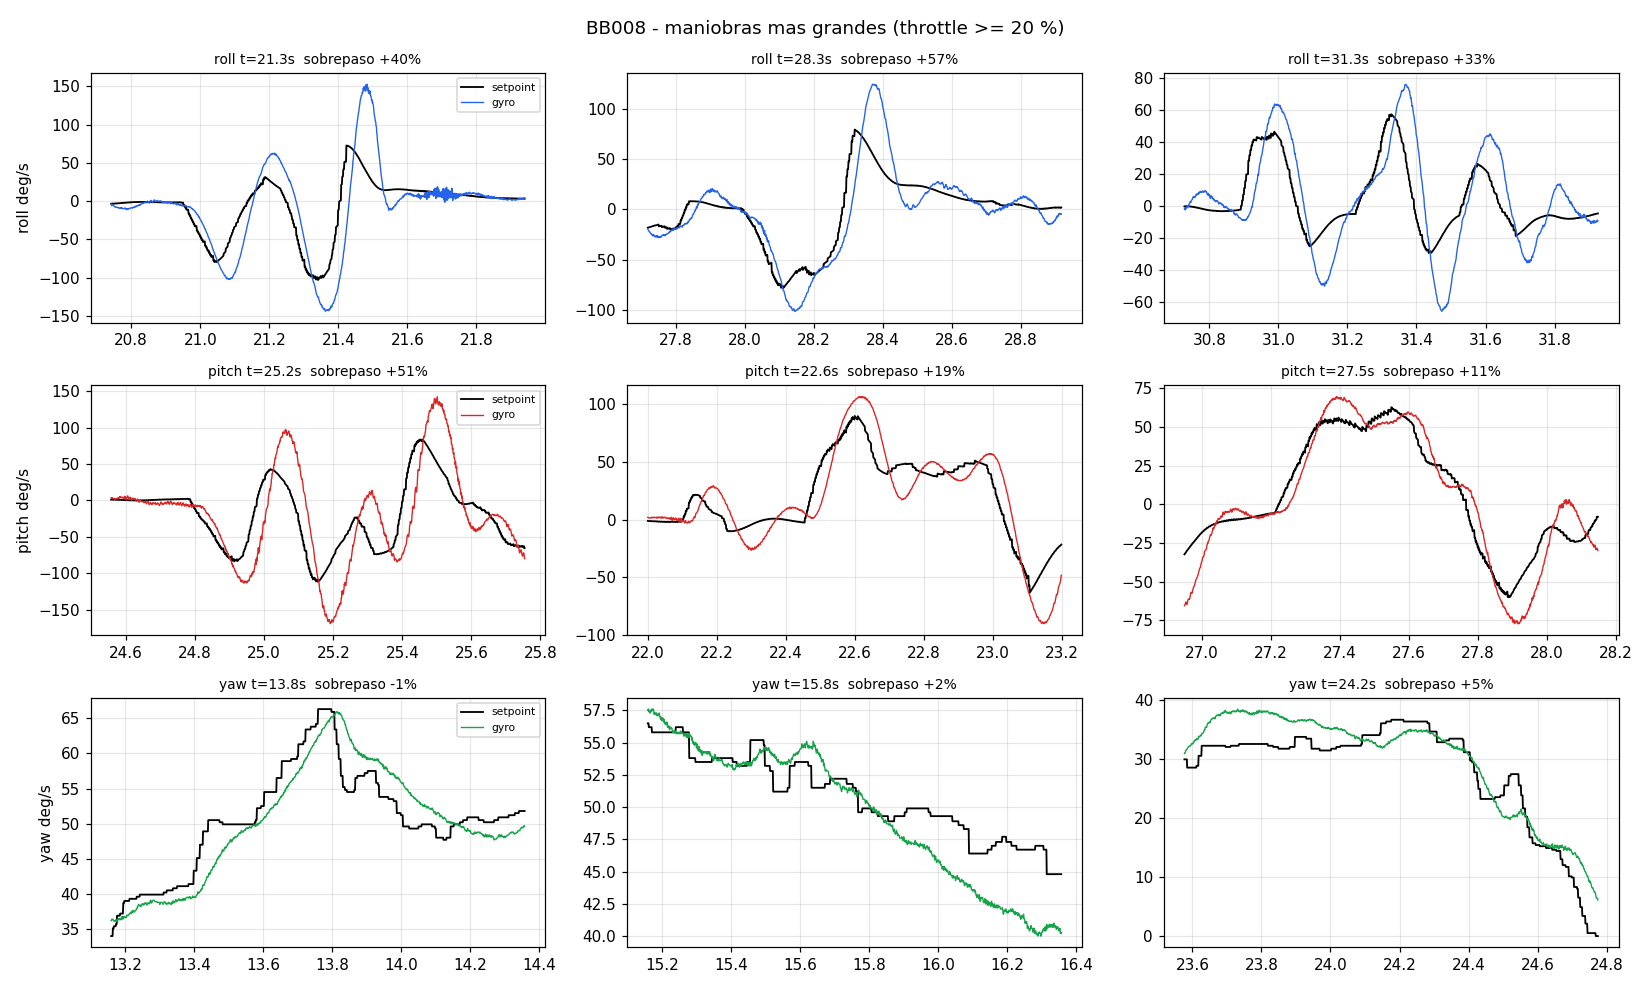 BB008 - maniobras mas grandes (throttle >= 20 %)
roll t=21.3s  sobrepaso +40%
roll t=28.3s  sobrepaso +57%
roll t=31.3s  sobrepaso +33%
roll deg/s
150
100
50
0
−50
−100
−150
setpoint
gyro
20.8 21.0 21.2 21.4 21.6 21.8
100
50
0
−50
−100
27.8 28.0 28.2 28.4 28.6 28.8
80
60
40
20
0
−20
−40
−60
30.8 31.0 31.2 31.4 31.6 31.8
pitch t=25.2s  sobrepaso +51%
pitch t=22.6s  sobrepaso +19%
pitch t=27.5s  sobrepaso +11%
pitch deg/s
150
100
50
0
−50
−100
−150
setpoint
gyro
24.6 24.8 25.0 25.2 25.4 25.6 25.8
100
50
0
−50
−100
22.0 22.2 22.4 22.6 22.8 23.0 23.2
75
50
25
0
−25
−50
−75
27.0 27.2 27.4 27.6 27.8 28.0 28.2
yaw t=13.8s  sobrepaso -1%
yaw t=15.8s  sobrepaso +2%
yaw t=24.2s  sobrepaso +5%
yaw deg/s
65
60
55
50
45
40
35
setpoint
gyro
13.2 13.4 13.6 13.8 14.0 14.2 14.4
57.5
55.0
52.5
50.0
47.5
45.0
42.5
40.0
15.2 15.4 15.6 15.8 16.0 16.2 16.4
40
30
20
10
0
23.6 23.8 24.0 24.2 24.4 24.6 24.8